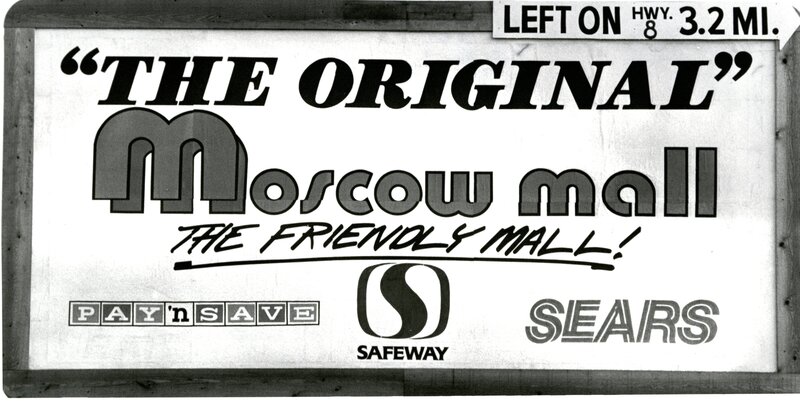 LEFT ON HWY. 8 3.2 MI.
“THE ORIGINAL”
Moscow mall
THE FRIENDLY MALL!
PAY 'n SAVE
SAFEWAY
SEARS